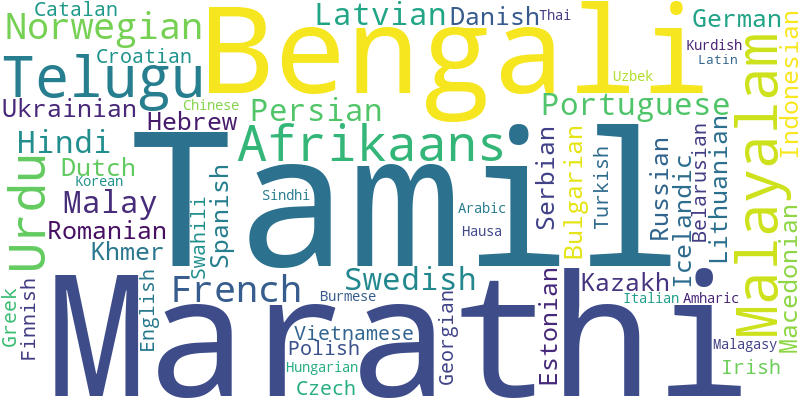 Catalan
Norwegian
Bengali
Latvian
Danish
Thai
German
Kurdish
Latin
Croatian
Telugu
Uzbek
Ukrainian
Chinese
Persian
Portuguese
Hebrew
Malayalam
Indonesian
Hindi
Tamil
Afrikaans
Serbian
Bulgarian
Turkish
Russian
Icelandic
Belarusian
Lithuanian
Urdu
Dutch
Korean
Malay
Swahili
Spanish
Sindhi
Arabic
Hausa
Romanian
Khmer
Macedonian
Greek
Finnish
English
French
Swedish
Burmese
Marathi
Georgian
Estonian
Kazakh
Italian
Amharic
Vietnamese
Polish
Hungarian
Czech
Malagasy
Irish